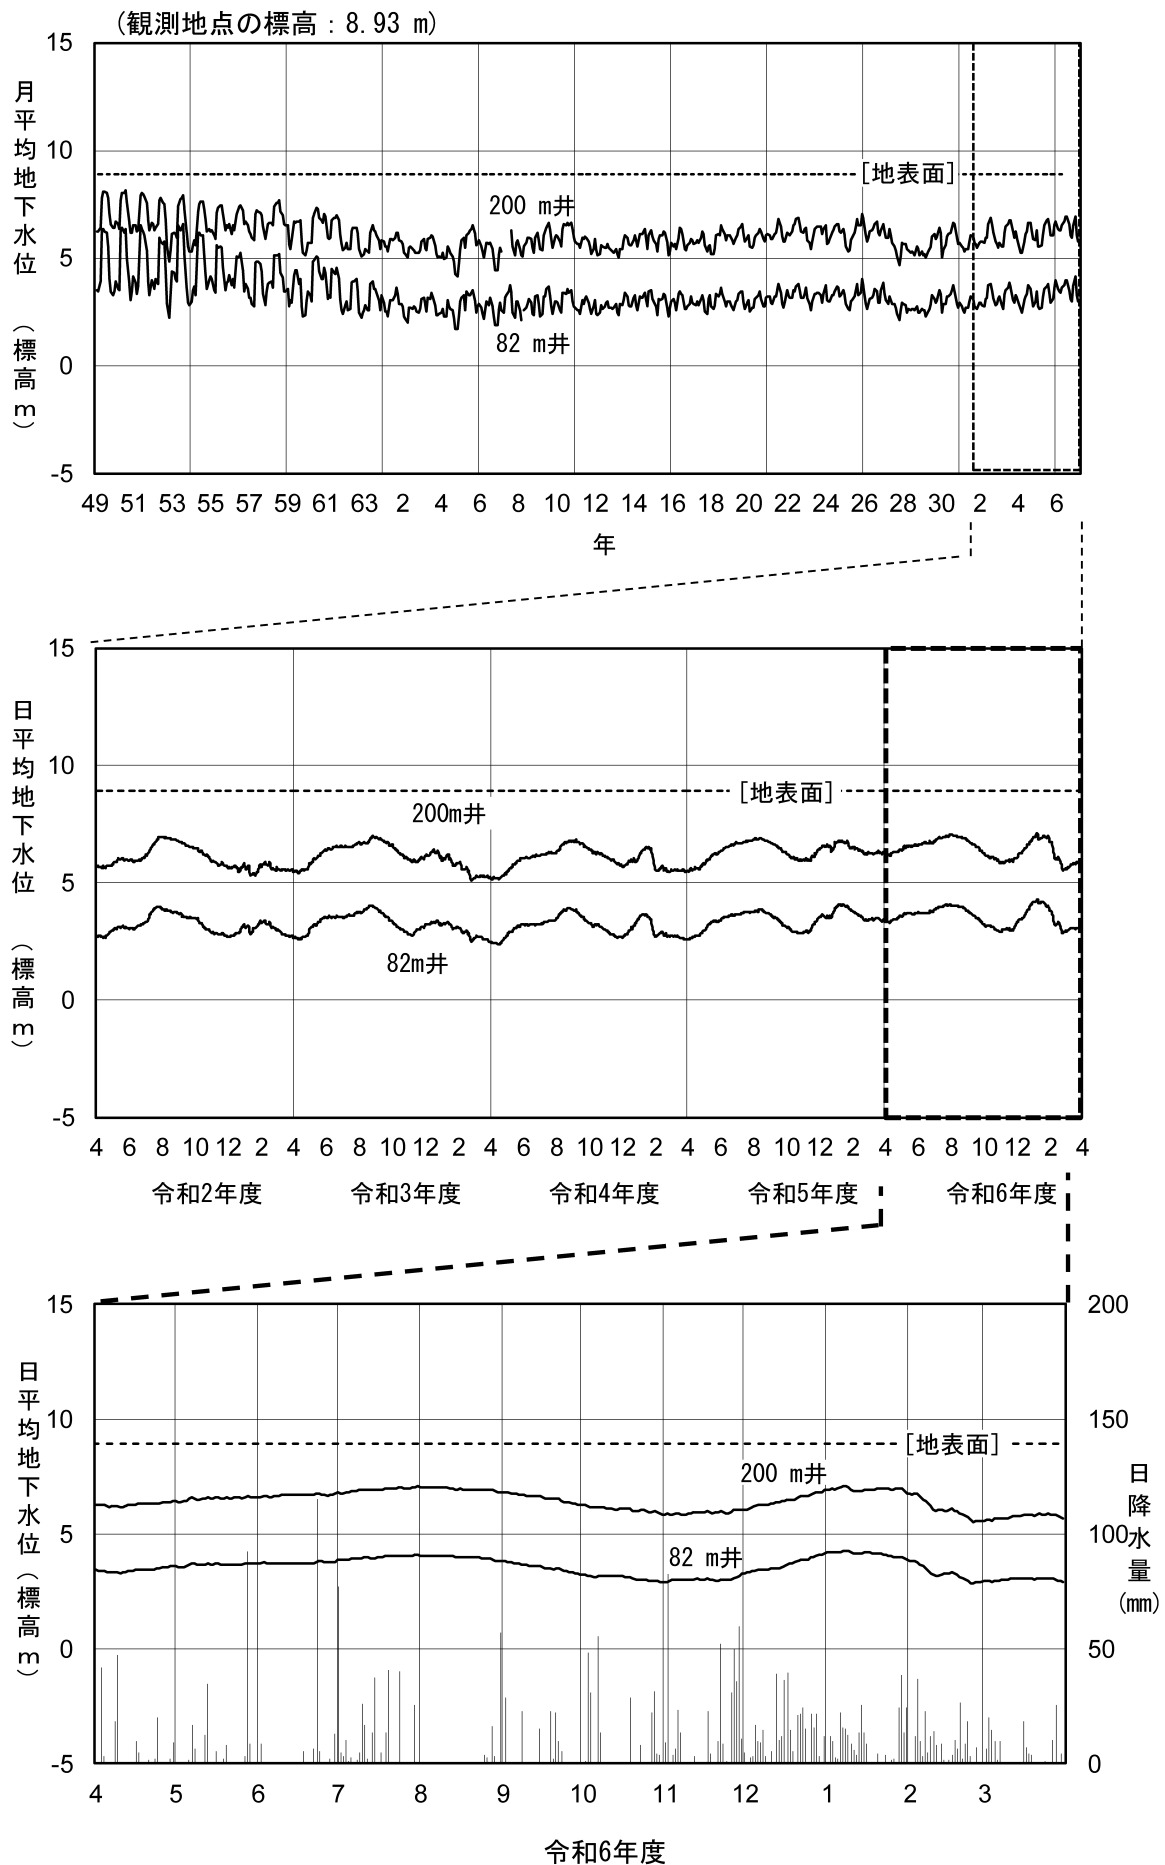 (観測地点の標高：8.93 m)
15
10
5
0
-5
月平均地下水位（標高ｍ）
[地表面]
200 m井
82 m井
49 51 53 55 57 59 61 63 2 4 6 8 10 12 14 16 18 20 22 24 26 28 30 2 4 6
年
15
10
5
0
-5
日平均地下水位（標高ｍ）
[地表面]
200m井
82m井
4 6 8 10 12 2 4 6 8 10 12 2 4 6 8 10 12 2 4 6 8 10 12 2 4 6 8 10 12 2 4
令和2年度 令和3年度 令和4年度 令和5年度 令和6年度
15
10
5
0
-5
日平均地下水位（標高ｍ）
[地表面]
200 m井
82 m井
200
150
100
50
0
日降水量(mm)
4 5 6 7 8 9 10 11 12 1 2 3
令和6年度